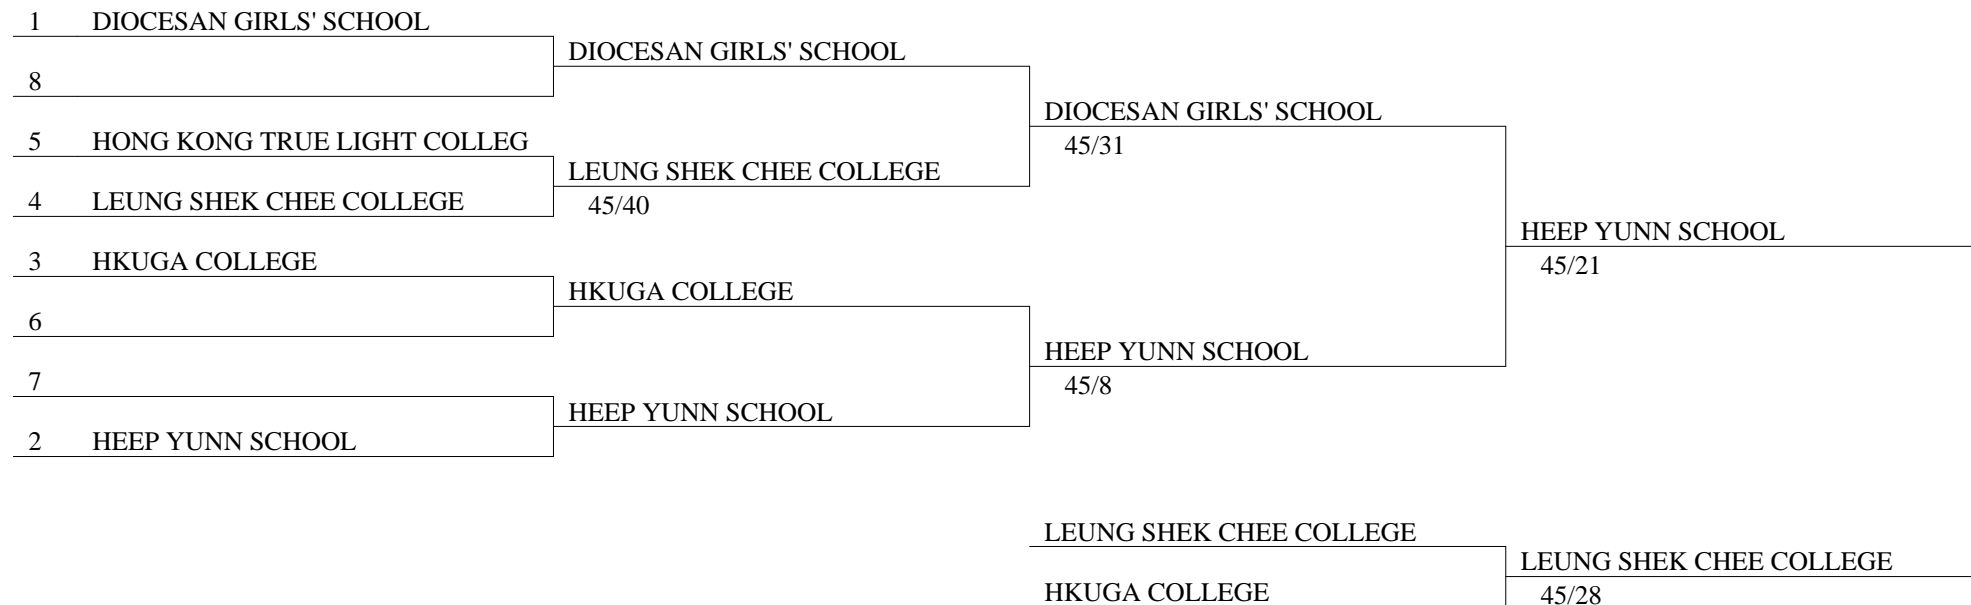 1 DIOCESAN GIRLS' SCHOOL
DIOCESAN GIRLS' SCHOOL
8
DIOCESAN GIRLS' SCHOOL
45/31
5 HONG KONG TRUE LIGHT COLLEG
LEUNG SHEK CHEE COLLEGE
45/40
4 LEUNG SHEK CHEE COLLEGE
HEEP YUNN SCHOOL
45/21
3 HKUGA COLLEGE
HKUGA COLLEGE
6
HEEP YUNN SCHOOL
45/8
7
HEEP YUNN SCHOOL
2 HEEP YUNN SCHOOL
LEUNG SHEK CHEE COLLEGE
LEUNG SHEK CHEE COLLEGE
45/28
HKUGA COLLEGE